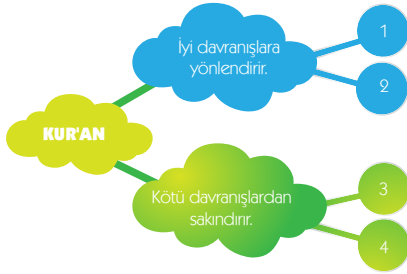 İyi davranışlara
yönlendirir.
1
2
KUR'AN
Kötü davranışlardan
sakındırır.
3
4